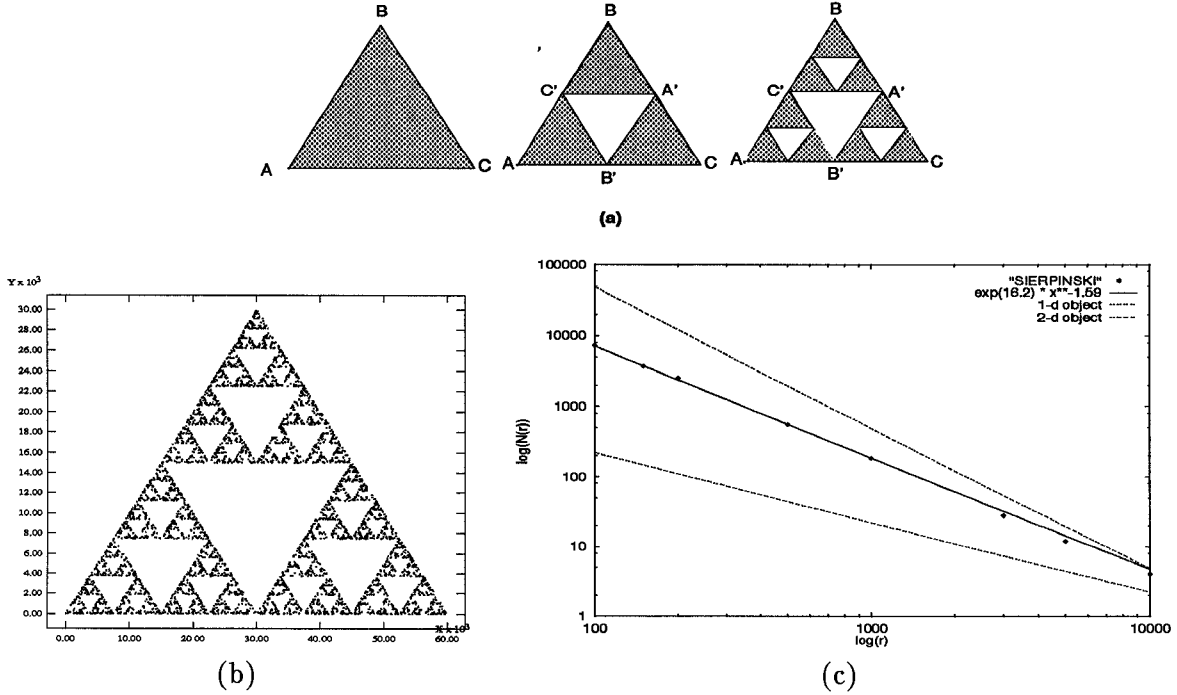 B
A
C
B
C'
A'
A
B'
C
B
C'
A'
A
B'
C
(a)
Y x 10³
30.00
28.00
26.00
24.00
22.00
20.00
18.00
16.00
14.00
12.00
10.00
8.00
6.00
4.00
2.00
0.00
0.00 10.00 20.00 30.00 40.00 50.00 60.00
X x 10³
(b)
100000
10000
1000
100
10
1
log(N(r))
"SIERPINSKI"
exp(16.2) * x**-1.59
1-d object
2-d object
100 1000 10000
log(r)
(c)